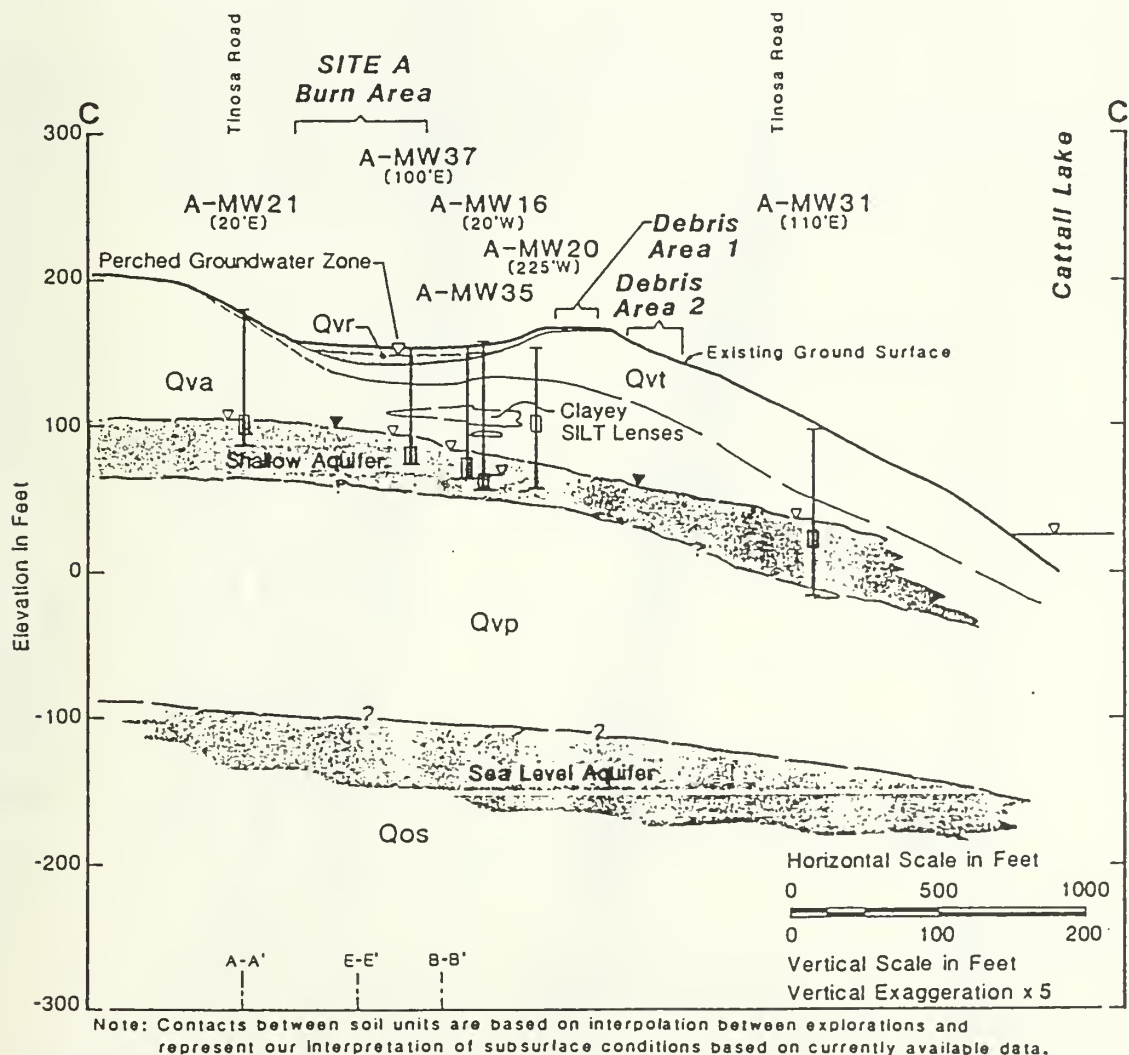 Tinosa Road
Tinosa Road
SITE A
Burn Area
C
C
300
A-MW37
(100'E)
A-MW21
(20'E)
A-MW16
(20'W)
A-MW31
(110'E)
Debris
Area 1
A-MW20
(225'W)
Debris
Area 2
Cattail Lake
Perched Groundwater Zone
A-MW35
200
Qvr
Existing Ground Surface
Qva
Qvt
100
Clayey
SILT Lenses
Shallow Aquifer
?
0
Elevation in Feet
Qvp
-100
?
?
Sea Level Aquifer
Qos
-200
Horizontal Scale in Feet
0 500 1000
0 100 200
Vertical Scale in Feet
Vertical Exaggeration x 5
A-A' E-E' B-B'
-300
Note: Contacts between soil units are based on interpolation between explorations and
represent our interpretation of subsurface conditions based on currently available data.